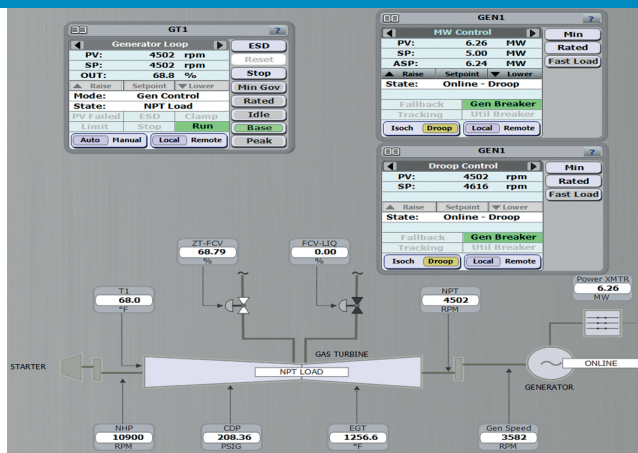 GT1 ?
Generator Loop
PV: 4502 rpm
SP: 4502 rpm
OUT: 68.8 %
Raise Setpoint Lower
Mode: Gen Control
State: NPT Load
PV Failed ESD Clamp
Limit Stop Run
Auto Manual Local Remote
ESD
Reset
Stop
Min Gov
Rated
Idle
Base
Peak
GEN1 ?
MW Control
PV: 6.26 MW
SP: 5.00 MW
ASP: 6.24 MW
Raise Setpoint Lower
State: Online - Droop
Fallback Gen Breaker
Tracking Util Breaker
Isoch Droop Local Remote
Min
Rated
Fast Load
GEN1 ?
Droop Control
PV: 4502 rpm
SP: 4616 rpm
Raise Setpoint Lower
State: Online - Droop
Fallback Gen Breaker
Tracking Util Breaker
Isoch Droop Local Remote
Min
Rated
Fast Load
ZT-FCV
68.79
%
FCV-LIQ
0.00
%
T1
68.0
°F
NPT
4502
RPM
Power XMTR
6.26
MW
STARTER
GAS TURBINE
NPT LOAD
ONLINE
GENERATOR
NHP
10900
RPM
CDP
208.36
PSIG
EGT
1256.6
°F
Gen Speed
3582
RPM